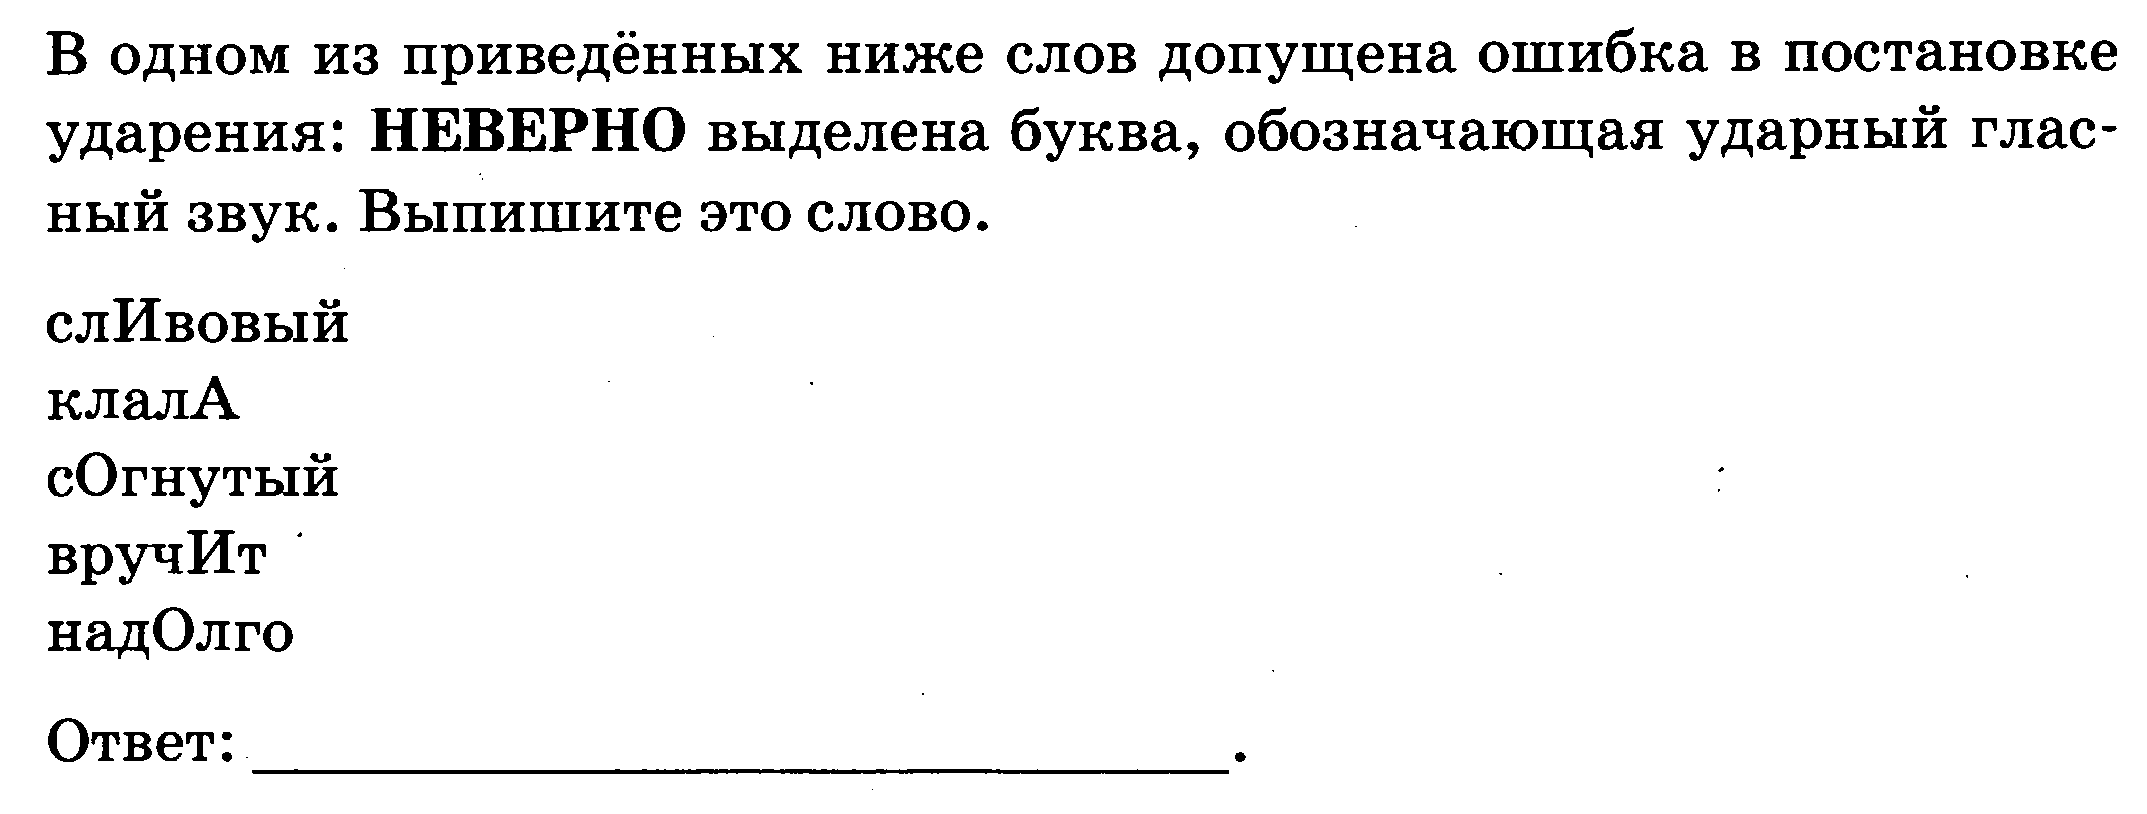 В одном из приведённых ниже слов допущена ошибка в постановке
ударения: НЕВЕРНО выделена буква, обозначающая ударный глас-
ный звук. Выпишите это слово.
слИвовый
клалА
сОгнутый
вручИт
надОлго
Ответ: ______________________________.